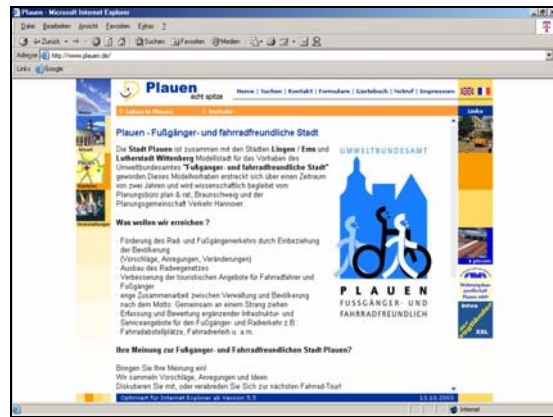 Plauen - Microsoft Internet Explorer
Datei Bearbeiten Ansicht Favoriten Extras ?
Zurück Suchen Favoriten Medien
Adresse http://www.plauen.de/
Links Google
Plauen
echt spitze
Home | Suchen | Kontakt | Formulare | Gästebuch | Notruf | Impressum
Leben in Plauen Verkehr
Links
Plauen - Fußgänger- und fahrradfreundliche Stadt
Die Stadt Plauen ist zusammen mit den Städten Lingen / Ems und
Lutherstadt Wittenberg Modellstadt für das Vorhaben des
Umweltbundesamtes "Fußgänger- und fahrradfreundliche Stadt"
geworden.Dieses Modellvorhaben erstreckt sich über einen Zeitraum
von zwei Jahren und wird wissenschaftlich begleitet vom
Planungsbüro plan & rat, Braunschweig und der
Planungsgemeinschaft Verkehr Hannover.
Was wollen wir erreichen ?
· Förderung des Rad- und Fußgängerverkehrs durch Einbeziehung
der Bevölkerung
(Vorschläge, Anregungen, Veränderungen)
· Ausbau des Radwegenetzes
· Verbesserung der touristischen Angebote für Fahrradfahrer und
Fußgänger
· enge Zusammenarbeit zwischen Verwaltung und Bevölkerung
nach dem Motto: Gemeinsam an einem Strang ziehen
· Erfassung und Bewertung ergänzender Infrastruktur- und
Serviceangebote für den Fußgänger- und Radverkehr z.B.:
Fahrradabstellplätze, Fahrradverleih u. a.m.
Ihre Meinung zur Fußgänger- und Fahrradfreundlichen Stadt Plauen?
Bringen Sie Ihre Meinung ein!
Wir sammeln Vorschläge, Anregungen und Ideen
Diskutieren Sie mit, oder verabreden Sie Sich zur nächsten Fahrrad-Tour!
UMWELTBUNDESAMT
PLAUEN
FUSSGÄNGER- UND
FAHRRADFREUNDLICH
Aktuell
Veranstaltungen
Infos
XXL
Optimiert für Internet Explorer ab Version 5.5
13.10.2003
Internet